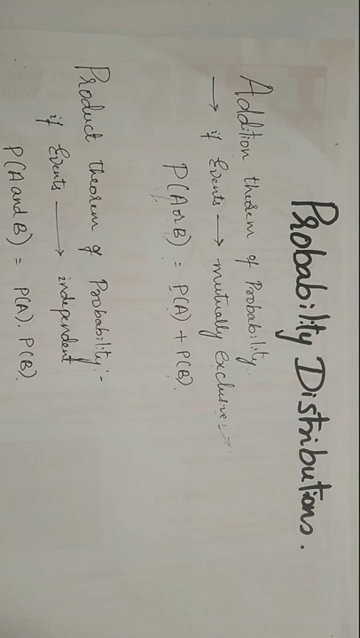 Probability Distributions.
Addition theorem of Probability.
→ if Events → mutually Exclusive
P(A or B) = P(A) + P(B).
Product theorem of Probability:-
if Events → independent
P(A and B) = P(A). P(B).